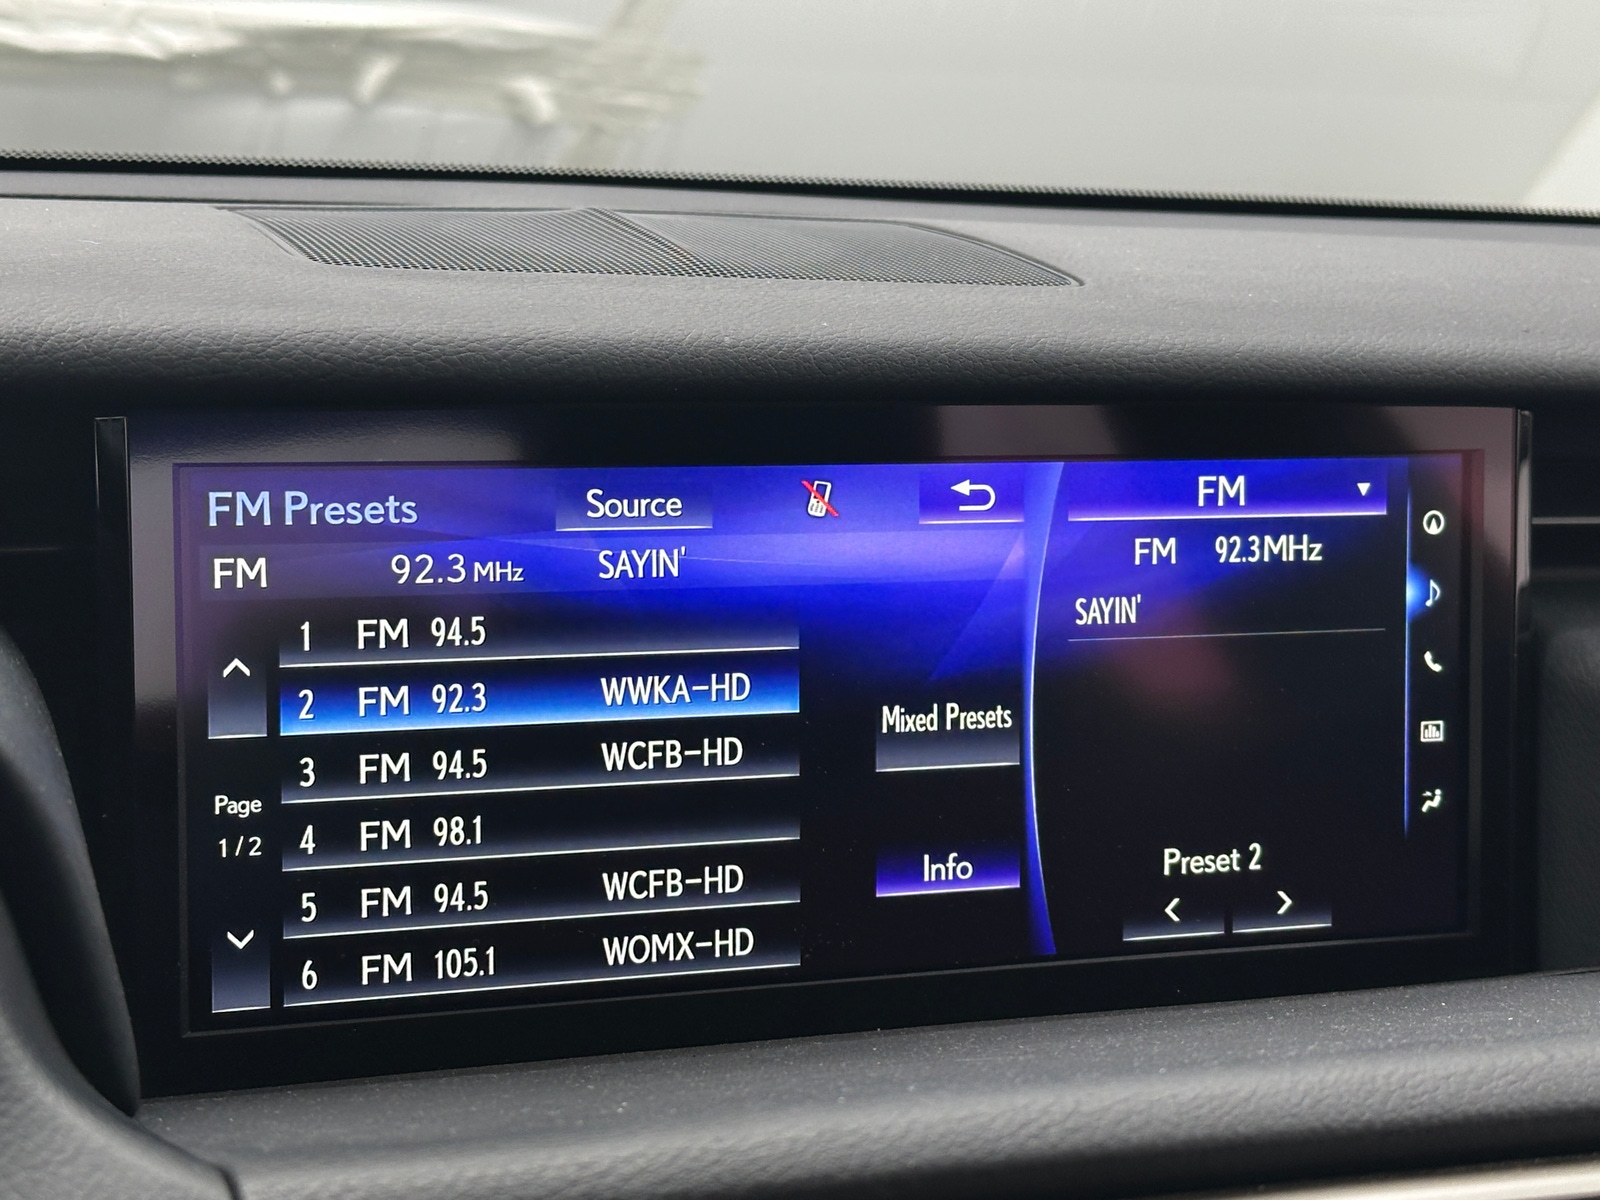 FM Presets Source FM
FM 92.3 MHz SAYIN' FM 92.3MHz
SAYIN'
1 FM 94.5
2 FM 92.3 WWKA-HD
Mixed Presets
3 FM 94.5 WCFB-HD
Page
1/2
4 FM 98.1
Preset 2
Info
5 FM 94.5 WCFB-HD
6 FM 105.1 WOMX-HD